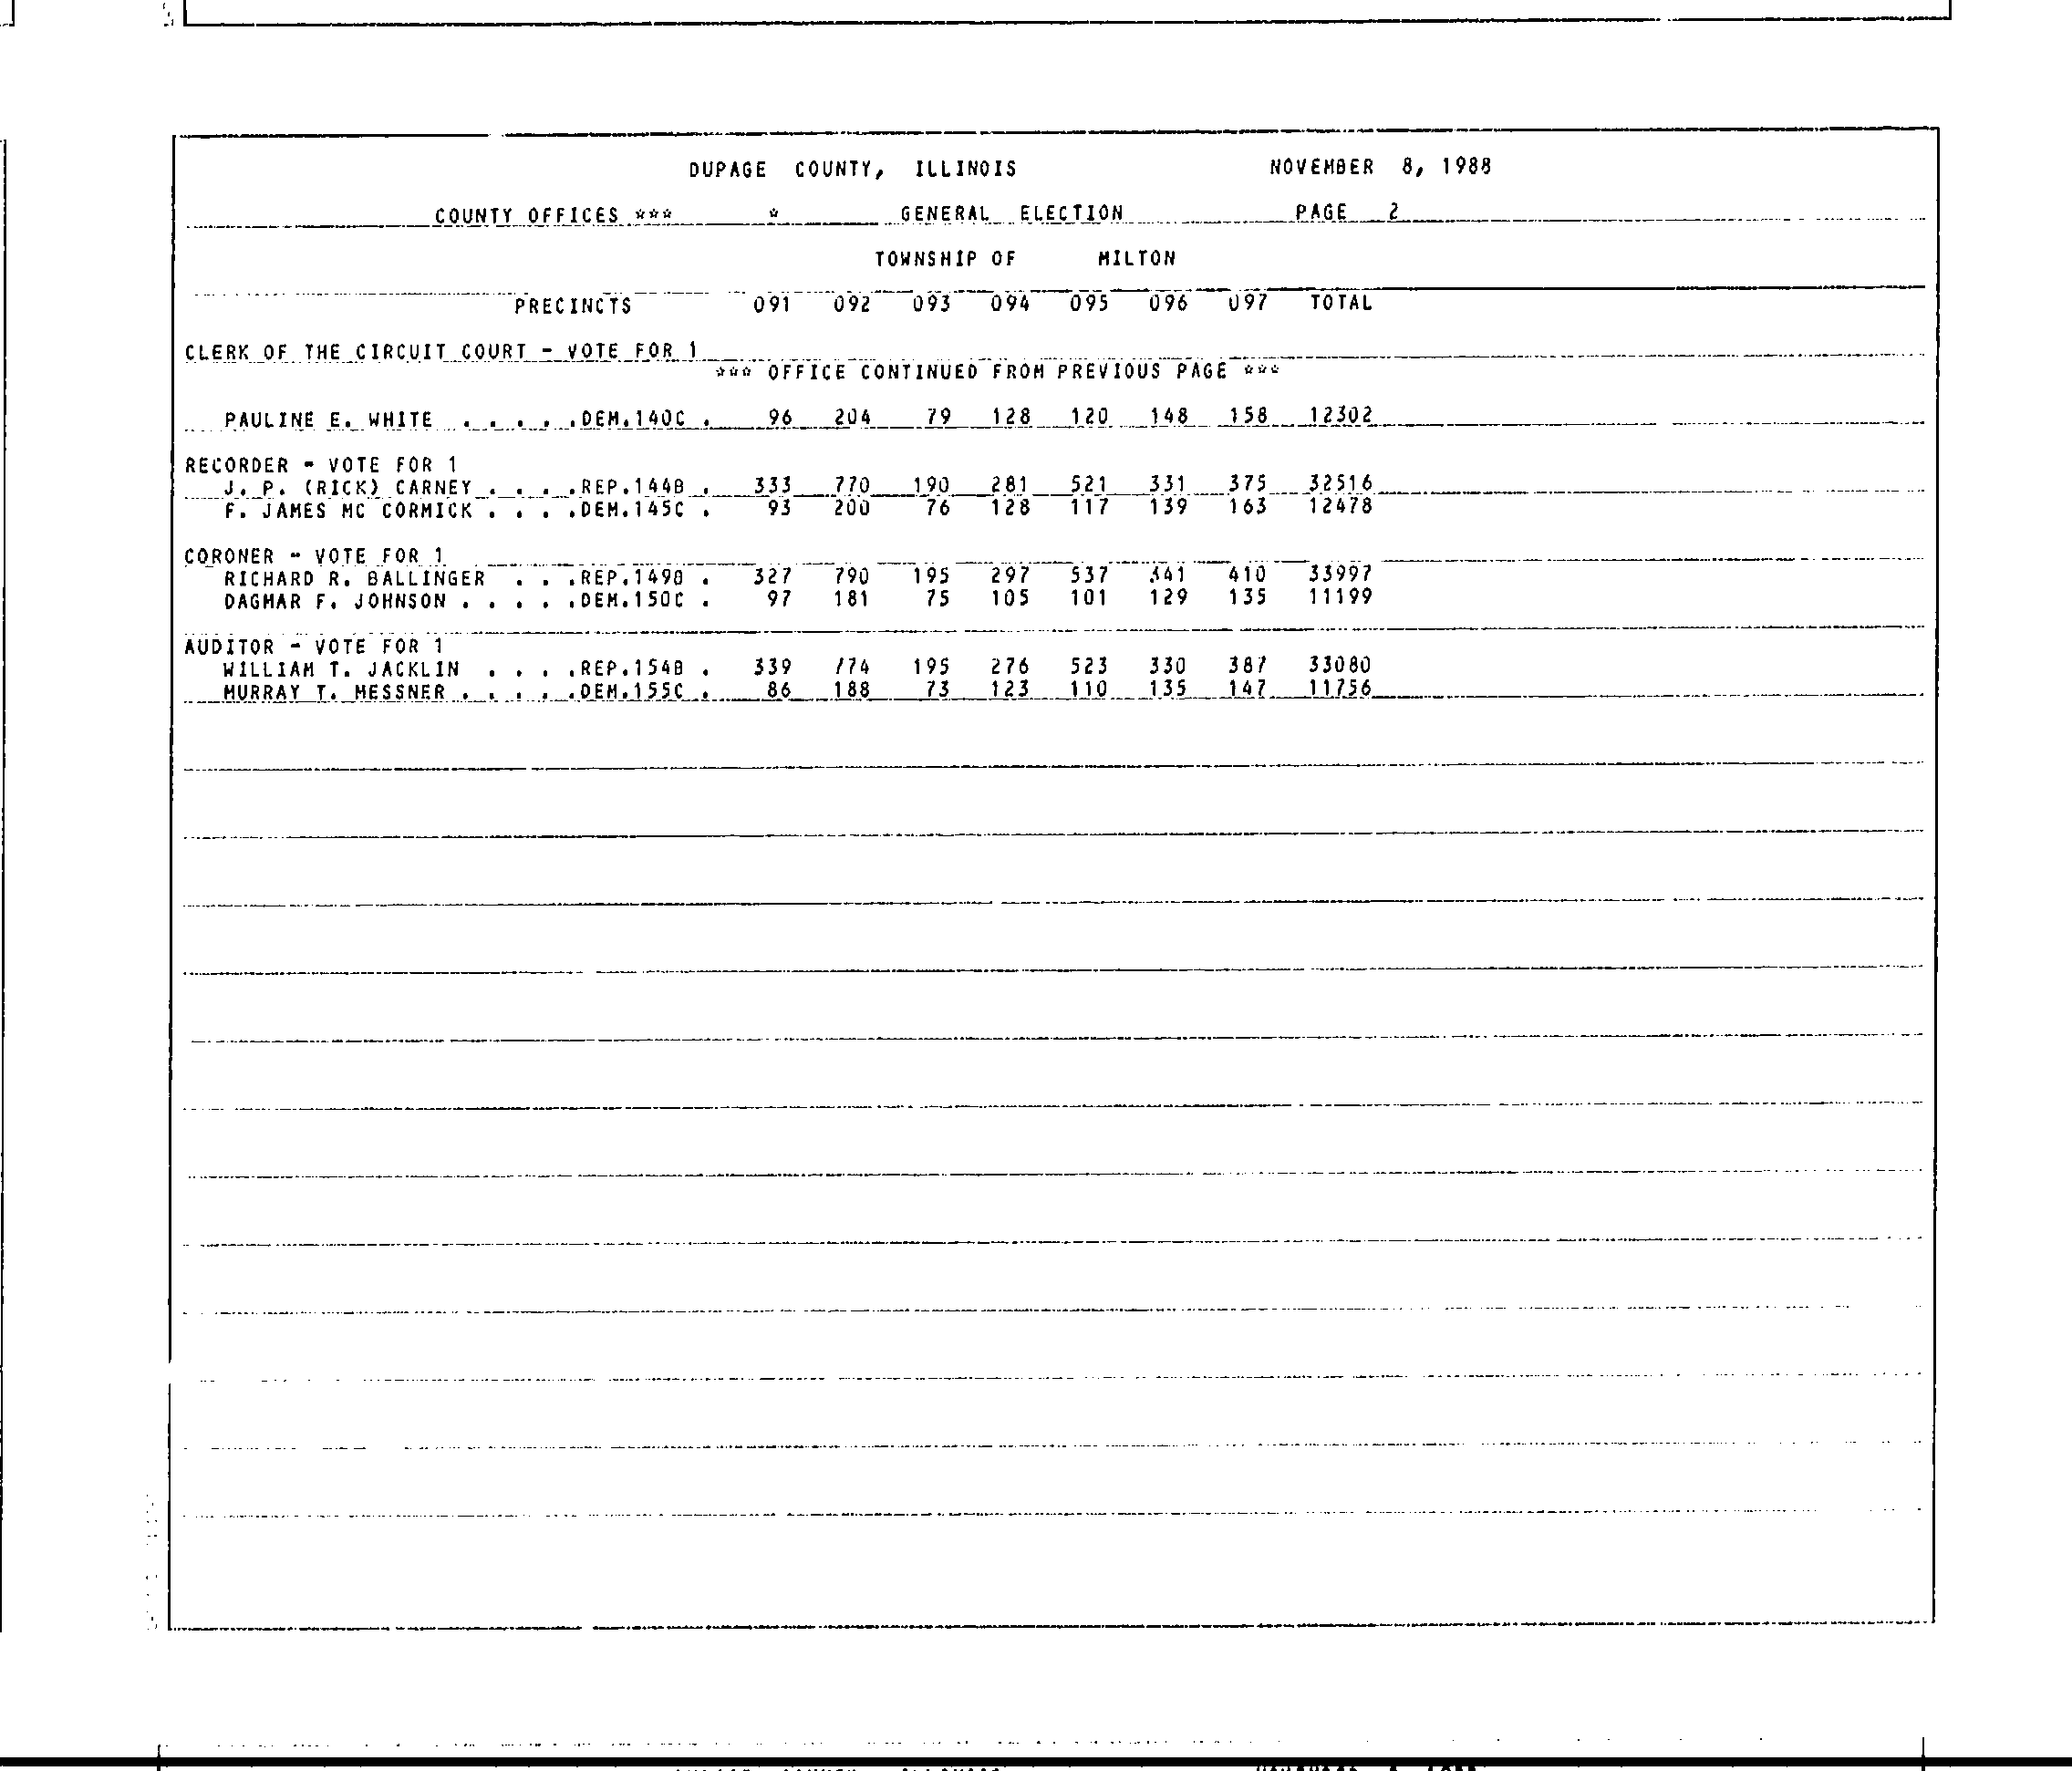 DUPAGE COUNTY, ILLINOIS NOVEMBER 8, 1988
COUNTY OFFICES *** * GENERAL ELECTION PAGE 2
TOWNSHIP OF MILTON
PRECINCTS 091 092 093 094 095 096 097 TOTAL
CLERK OF THE CIRCUIT COURT - VOTE FOR 1
*** OFFICE CONTINUED FROM PREVIOUS PAGE ***
PAULINE E. WHITE . . . . .DEM.140C . 96 204 79 128 120 148 158 12302
RECORDER - VOTE FOR 1
J. P. (RICK) CARNEY . . . .REP.144B . 333 770 190 281 521 331 375 32516
F. JAMES MC CORMICK . . . .DEM.145C . 93 200 76 128 117 139 163 12478
CORONER - VOTE FOR 1
RICHARD R. BALLINGER . . .REP.149B . 327 790 195 297 537 341 410 33997
DAGMAR F. JOHNSON . . . . .DEM.150C . 97 181 75 105 101 129 135 11199
AUDITOR - VOTE FOR 1
WILLIAM T. JACKLIN . . . .REP.154B . 339 774 195 276 523 330 387 33080
MURRAY T. MESSNER . . . . .DEM.155C . 86 188 73 123 110 135 147 11756